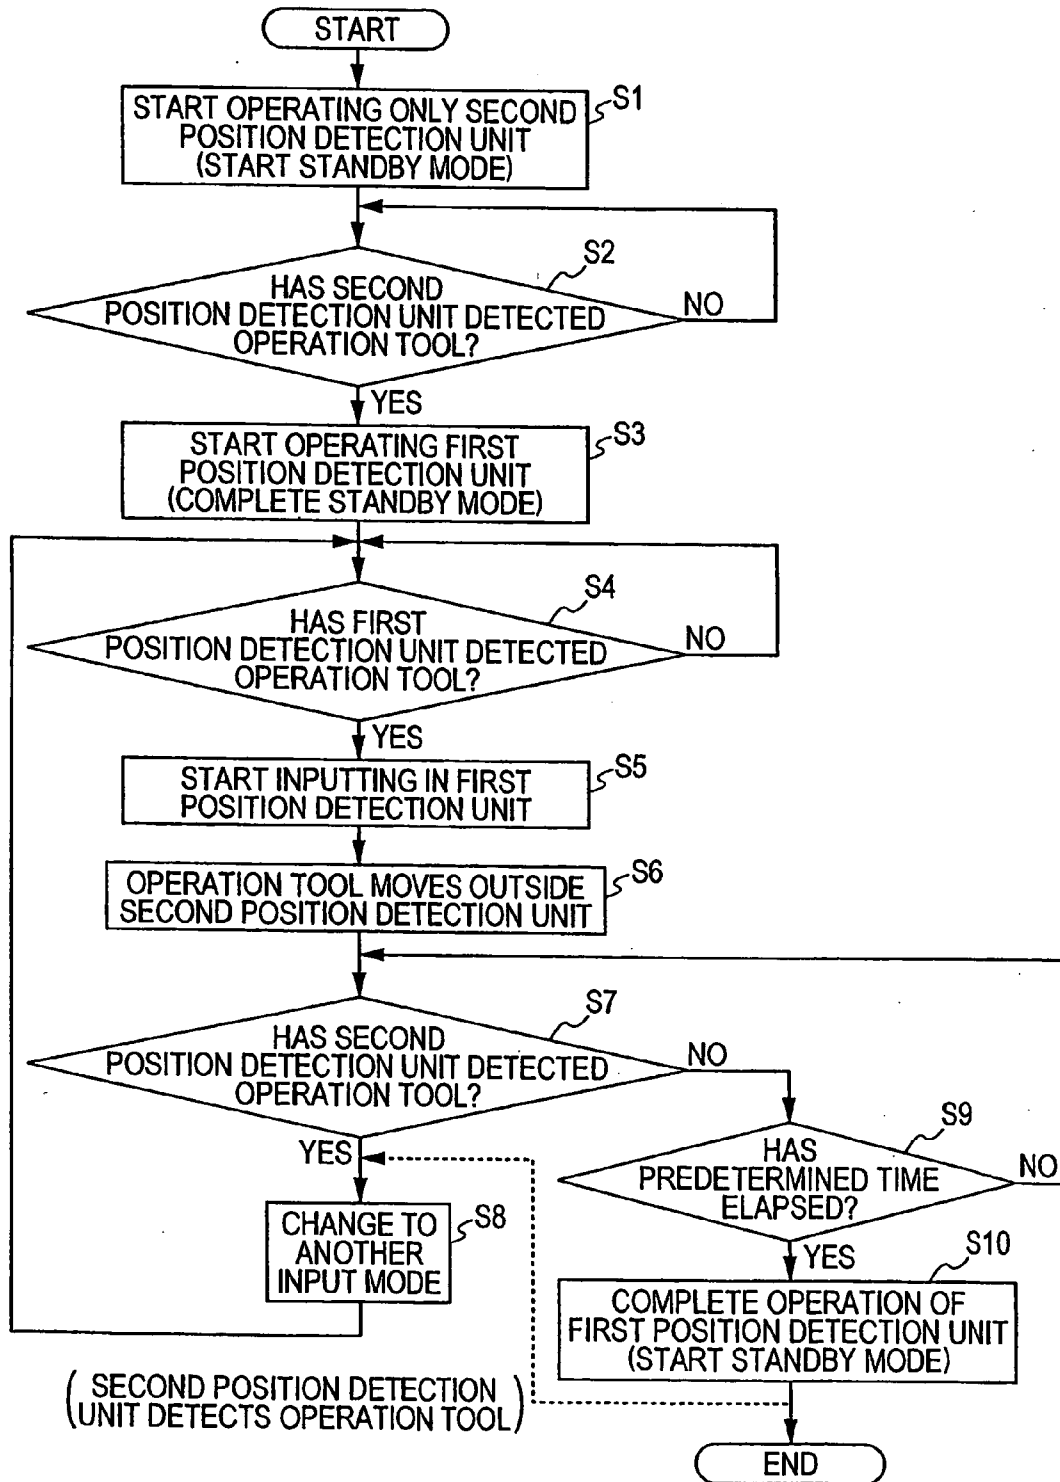 START
START OPERATING ONLY SECOND
POSITION DETECTION UNIT
(START STANDBY MODE)
S1
HAS SECOND
POSITION DETECTION UNIT DETECTED
OPERATION TOOL?
S2
NO
YES
START OPERATING FIRST
POSITION DETECTION UNIT
(COMPLETE STANDBY MODE)
S3
HAS FIRST
POSITION DETECTION UNIT DETECTED
OPERATION TOOL?
S4
NO
YES
START INPUTTING IN FIRST
POSITION DETECTION UNIT
S5
OPERATION TOOL MOVES OUTSIDE
SECOND POSITION DETECTION UNIT
S6
HAS SECOND
POSITION DETECTION UNIT DETECTED
OPERATION TOOL?
S7
NO
YES
HAS
PREDETERMINED TIME
ELAPSED?
S9
NO
YES
CHANGE TO
ANOTHER
INPUT MODE
S8
COMPLETE OPERATION OF
FIRST POSITION DETECTION UNIT
(START STANDBY MODE)
S10
(SECOND POSITION DETECTION
UNIT DETECTS OPERATION TOOL)
END